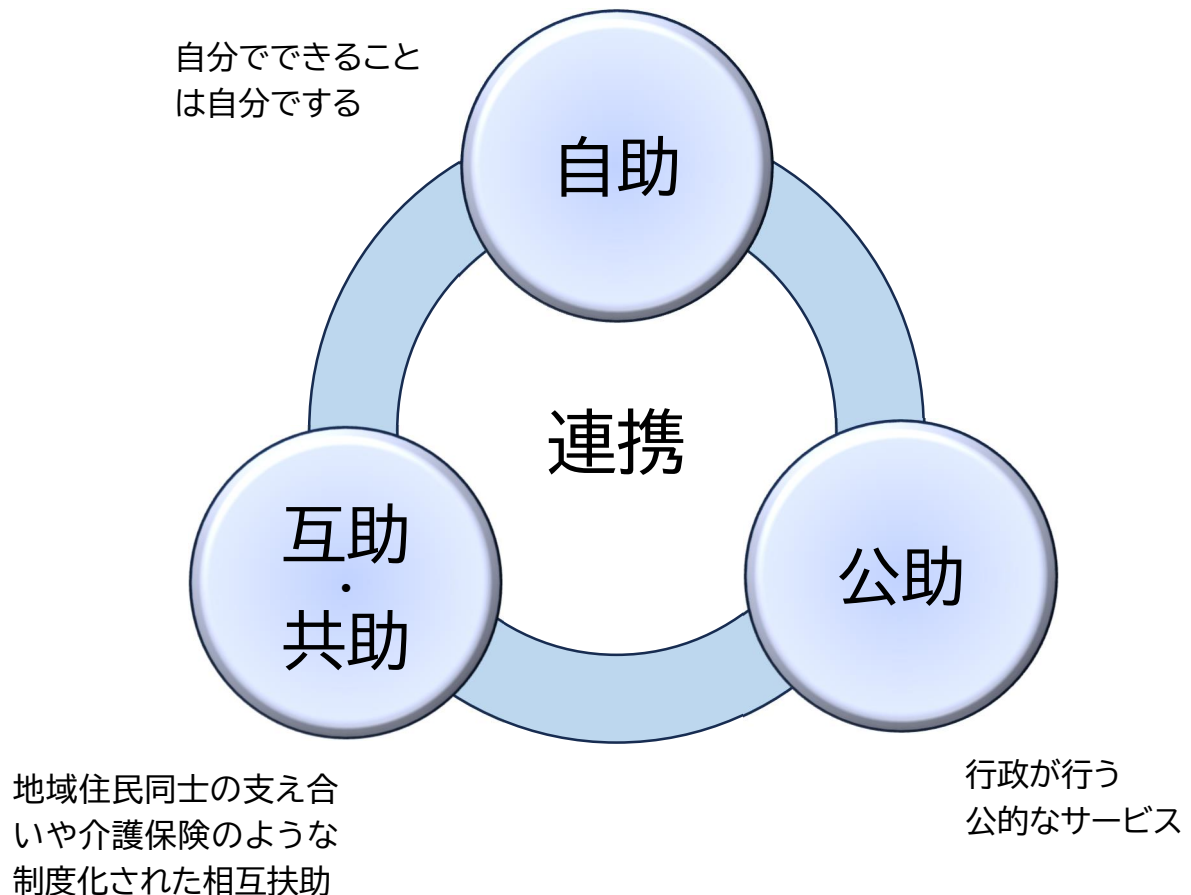 自分でできること
は自分でする
自助
連携
互助
・
共助
公助
地域住民同士の支え合
いや介護保険のような
制度化された相互扶助
行政が行う
公的なサービス